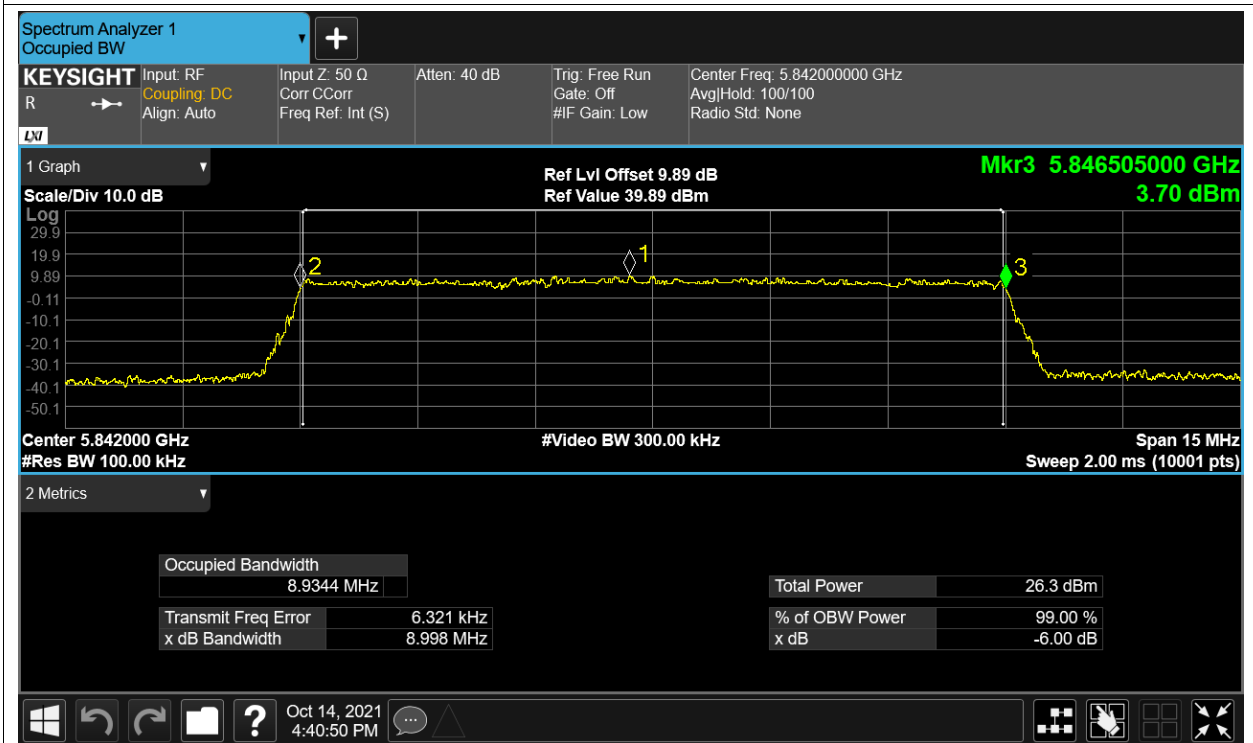 Spectrum Analyzer 1
Occupied BW
KEYSIGHT
R
LXI
Input: RF
Coupling: DC
Align: Auto
Input Z: 50 Ω
Corr CCorr
Freq Ref: Int (S)
Atten: 40 dB
Trig: Free Run
Gate: Off
#IF Gain: Low
Center Freq: 5.842000000 GHz
Avg|Hold: 100/100
Radio Std: None
1 Graph
Scale/Div 10.0 dB
Ref Lvl Offset 9.89 dB
Ref Value 39.89 dBm
Mkr3 5.846505000 GHz
3.70 dBm
Log
29.9
19.9
9.89
-0.11
-10.1
-20.1
-30.1
-40.1
-50.1
2
1
3
Center 5.842000 GHz
#Video BW 300.00 kHz
Span 15 MHz
#Res BW 100.00 kHz
Sweep 2.00 ms (10001 pts)
2 Metrics
Occupied Bandwidth
8.9344 MHz
Transmit Freq Error 6.321 kHz
x dB Bandwidth 8.998 MHz
Total Power 26.3 dBm
% of OBW Power 99.00 %
x dB -6.00 dB
?
Oct 14, 2021
4:40:50 PM